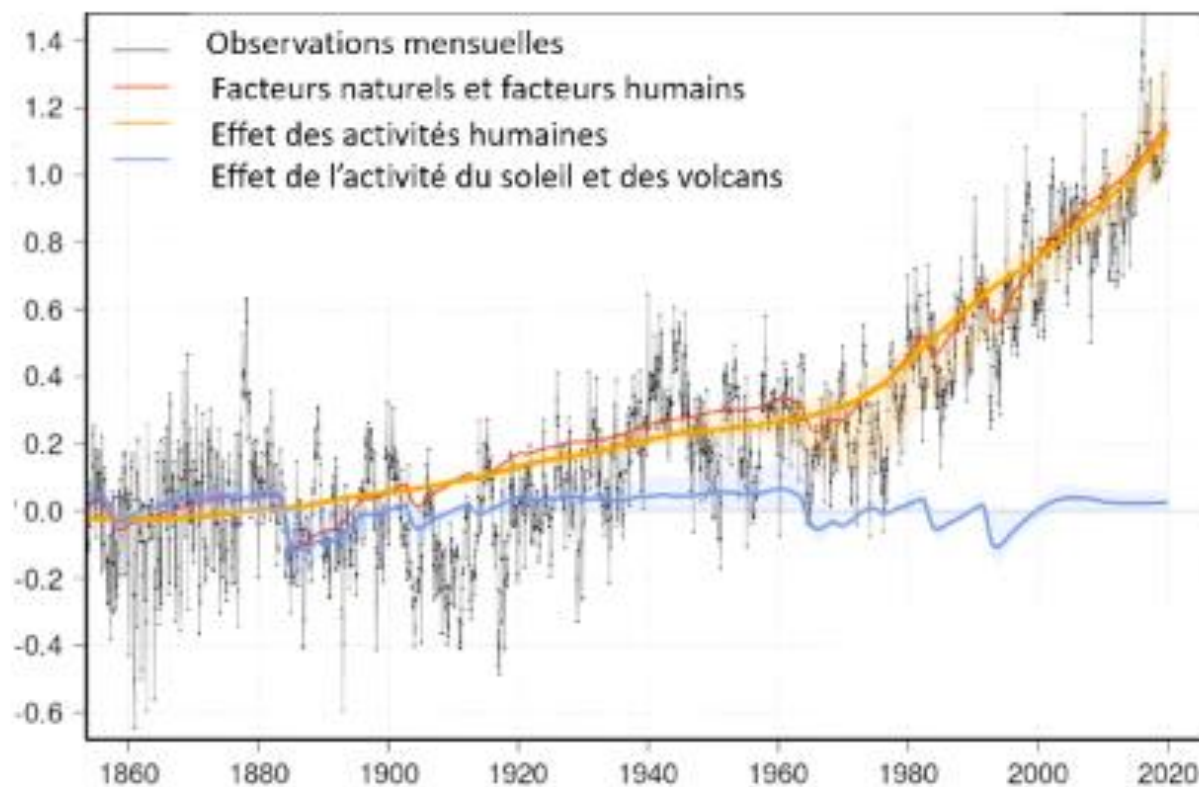 1.4
Observations mensuelles
1.2
Facteurs naturels et facteurs humains
Effet des activités humaines
1.0
Effet de l'activité du soleil et des volcans
0.8
0.6
0.4
0.2
0.0
-0.2
-0.4
-0.6
1860 1880 1900 1920 1940 1960 1980 2000 2020